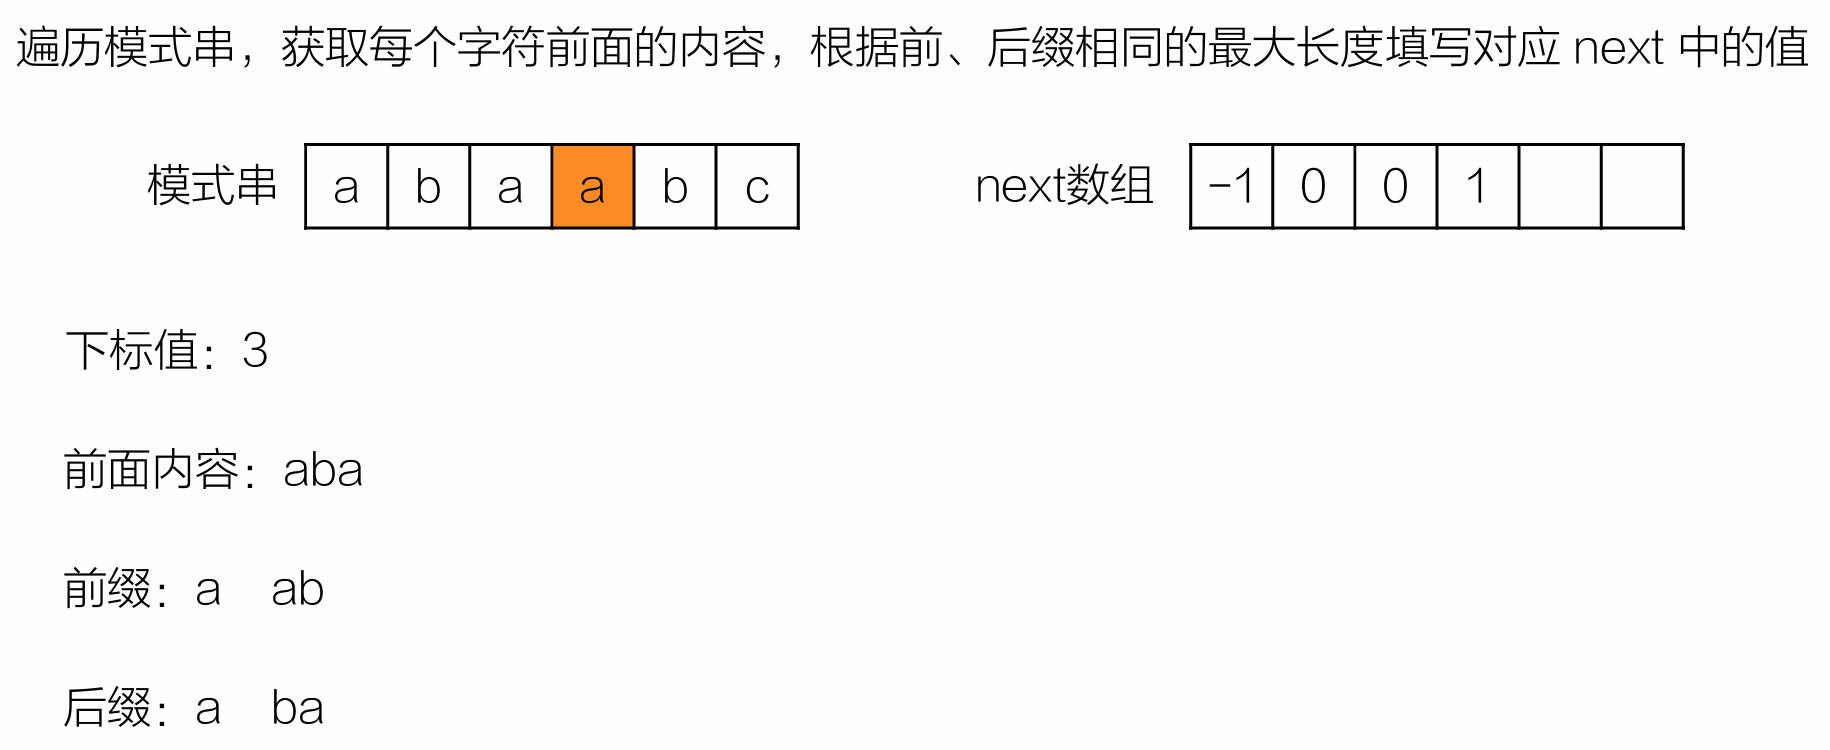 遍历模式串，获取每个字符前面的内容，根据前、后缀相同的最大长度填写对应 next 中的值
模式串 a b a a b c next数组 -1 0 0 1
下标值：3
前面内容：aba
前缀：a ab
后缀：a ba